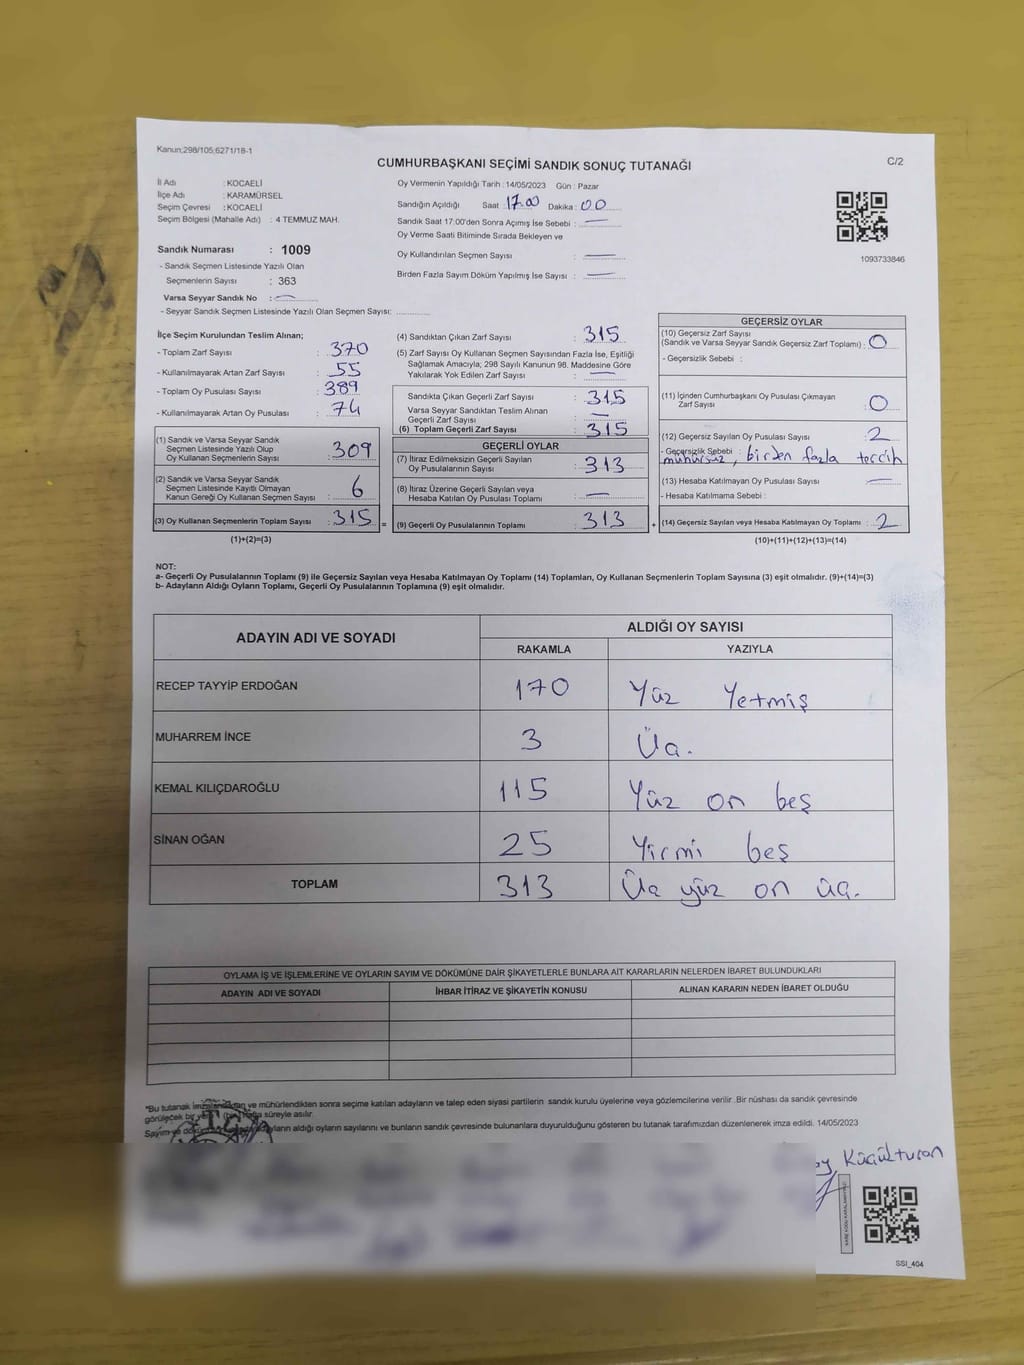 Kanun;298/105;6271/18-1
CUMHURBAŞKANI SEÇİMİ SANDIK SONUÇ TUTANAĞI
C/2
İl Adı : KOCAELİ
İlçe Adı : KARAMÜRSEL
Seçim Çevresi : KOCAELİ
Seçim Bölgesi (Mahalle Adı) : 4 TEMMUZ MAH.
Sandık Numarası : 1009
- Sandık Seçmen Listesinde Yazılı Olan
Seçmenlerin Sayısı : 363
Varsa Seyyar Sandık No : —
- Seyyar Sandık Seçmen Listesinde Yazılı Olan Seçmen Sayısı:
Oy Vermenin Yapıldığı Tarih : 14/05/2023 Gün : Pazar
Sandığın Açıldığı Saat 17.00 Dakika : 00
Sandık Saat 17:00'den Sonra Açımış İse Sebebi : —
Oy Verme Saati Bitiminde Sırada Bekleyen ve
Oy Kullandırılan Seçmen Sayısı : —
Birden Fazla Sayım Döküm Yapılmış İse Sayısı : —
1093733846
İlçe Seçim Kurulundan Teslim Alınan;
- Toplam Zarf Sayısı : 370
- Kullanılmayarak Artan Zarf Sayısı : 55
- Toplam Oy Pusulası Sayısı : 389
- Kullanılmayarak Artan Oy Pusulası : 74
(1) Sandık ve Varsa Seyyar Sandık
Seçmen Listesinde Yazılı Olup
Oy Kullanan Seçmenlerin Sayısı : 309
(2) Sandık ve Varsa Seyyar Sandık
Seçmen Listesinde Kayıtlı Olmayan
Kanun Gereği Oy Kullanan Seçmen Sayısı : 6
(3) Oy Kullanan Seçmenlerin Toplam Sayısı : 315 =
(1)+(2)=(3)
(4) Sandıktan Çıkan Zarf Sayısı : 315
(5) Zarf Sayısı Oy Kullanan Seçmen Sayısından Fazla İse, Eşitliği
Sağlamak Amacıyla; 298 Sayılı Kanunun 98. Maddesine Göre
Yakılarak Yok Edilen Zarf Sayısı : —
Sandıkta Çıkan Geçerli Zarf Sayısı : 315
Varsa Seyyar Sandıktan Teslim Alınan
Geçerli Zarf Sayısı : —
(6) Toplam Geçerli Zarf Sayısı : 315
GEÇERLİ OYLAR
(7) İtiraz Edilmeksizin Geçerli Sayılan
Oy Pusulasının Sayısı : 313
(8) İtiraz Üzerine Geçerli Sayılan veya
Hesaba Katılan Oy Pusulası Toplamı : —
(9) Geçerli Oy Pusulalarının Toplamı : 313 +
GEÇERSİZ OYLAR
(10) Geçersiz Zarf Sayısı
(Sandık ve Varsa Seyyar Sandık Geçersiz Zarf Toplamı) : 0
- Geçersizlik Sebebi :
(11) İçinden Cumhurbaşkanı Oy Pusulası Çıkmayan
Zarf Sayısı : 0
(12) Geçersiz Sayılan Oy Pusulası Sayısı : 2
- Geçersizlik Sebebi : mühürsüz, birden fazla tercih
(13) Hesaba Katılmayan Oy Pusulası Sayısı : —
- Hesaba Katılmama Sebebi :
(14) Geçersiz Sayılan veya Hesaba Katılmayan Oy Toplamı : 2
(10)+(11)+(12)+(13)=(14)
NOT:
a- Geçerli Oy Pusulalarının Toplamı (9) ile Geçersiz Sayılan veya Hesaba Katılmayan Oy Toplamı (14) Toplamları, Oy Kullanan Seçmenlerin Toplam Sayısına (3) eşit olmalıdır. (9)+(14)=(3)
b- Adayların Aldığı Oyların Toplamı, Geçerli Oy Pusulalarının Toplamına (9) eşit olmalıdır.
ADAYIN ADI VE SOYADI ALDIĞI OY SAYISI
RAKAMLA YAZIYLA
RECEP TAYYİP ERDOĞAN 170 Yüz Yetmiş
MUHARREM İNCE 3 Üç.
KEMAL KILIÇDAROĞLU 115 Yüz on beş
SİNAN OĞAN 25 Yirmi beş
TOPLAM 313 Üç yüz on üç.
OYLAMA İŞ VE İŞLEMLERİNE VE OYLARIN SAYIM VE DÖKÜMÜNE DAİR ŞİKAYETLERLE BUNLARA AİT KARARLARIN NELERDEN İBARET BULUNDUKLARI
ADAYIN ADI VE SOYADI İHBAR İTİRAZ VE ŞİKAYETİN KONUSU ALINAN KARARIN NEDEN İBARET OLDUĞU
"Bu tutanak ve mühürlendikten sonra seçime katılan adayların ve talep eden siyasi partilerin sandık kurulu üyelerine veya gözlemcilerine verilir. Bir nüshası da sandık çevresinde
görülecek bir süreyle asılır.
Sayım aldığı oyların sayılarını ve bunların sandık çevresinde bulunanlara duyurulduğunu gösteren bu tutanak tarafımızdan düzenlenerek imza edildi. 14/05/2023
T.C.
Küçülturan
SSI_404